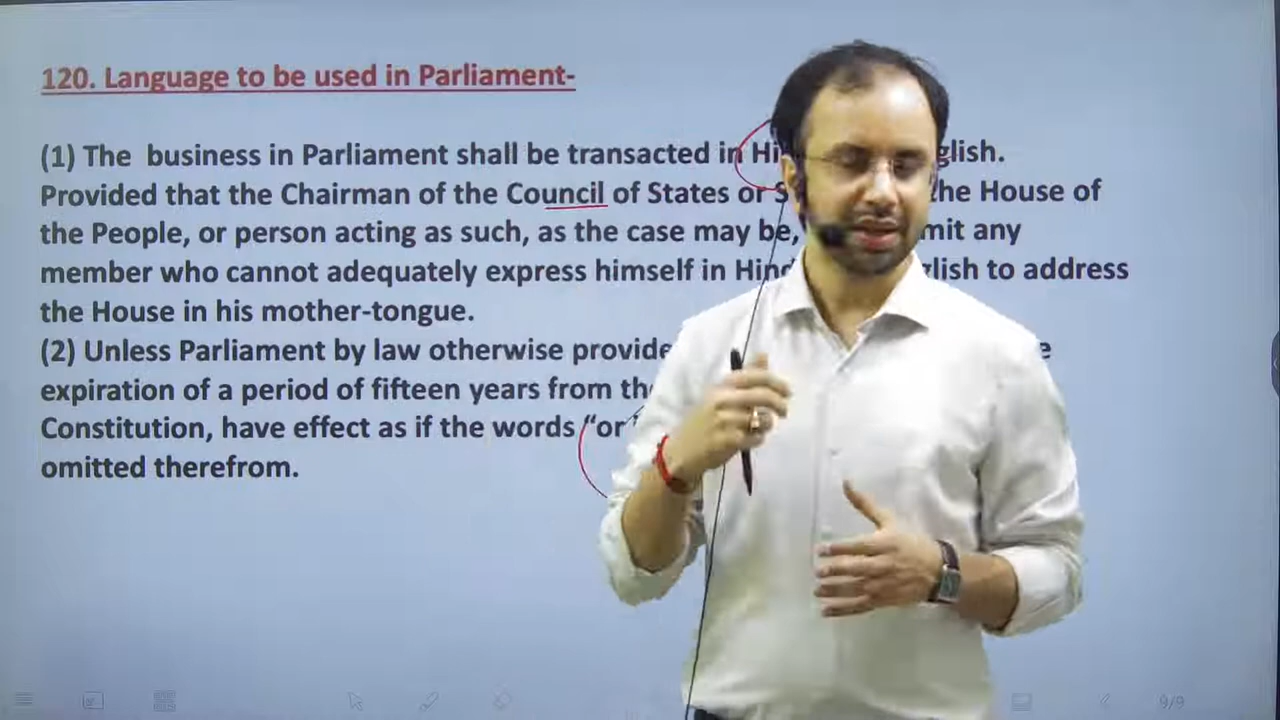 120. Language to be used in Parliament-
(1) The business in Parliament shall be transacted in glish.
Provided that the Chairman of the Council of States or the House of
the People, or person acting as such, as the case may be, mit any
member who cannot adequately express himself in Hind glish to address
the House in his mother-tongue.
(2) Unless Parliament by law otherwise provide
expiration of a period of fifteen years from the
Constitution, have effect as if the words “or
omitted therefrom.
9/9